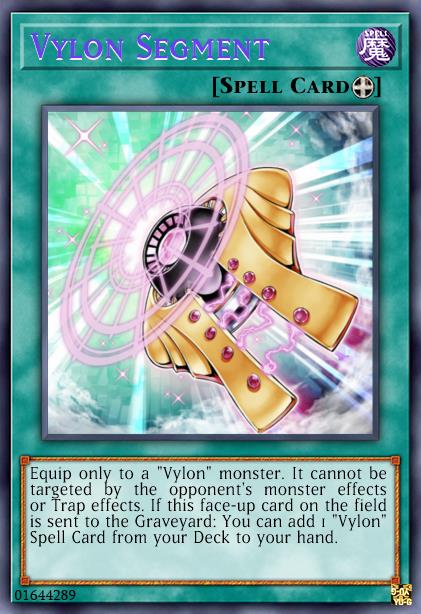 Vylon Segment
SPELL
魔
[Spell Card]
Equip only to a "Vylon" monster. It cannot be
targeted by the opponent's monster effects
or Trap effects. If this face-up card on the field
is sent to the Graveyard: You can add 1 "Vylon"
Spell Card from your Deck to your hand.
01644289